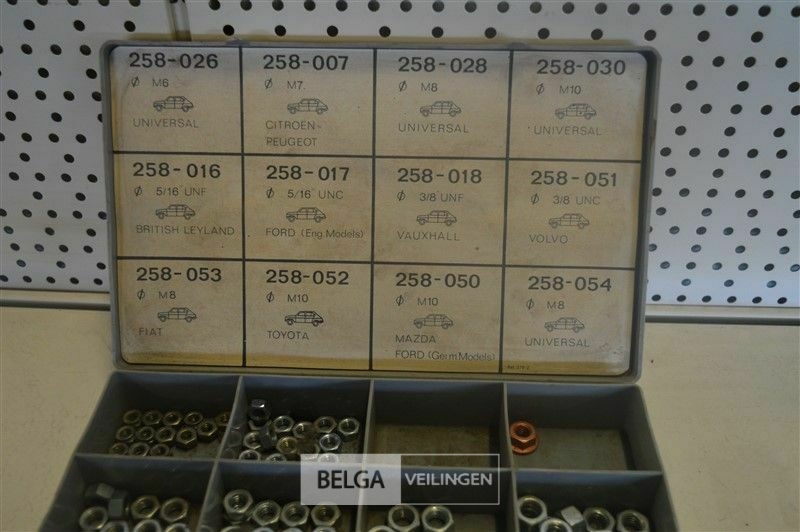 258-026
Ø M6
UNIVERSAL
258-007
Ø M7.
CITROEN-
PEUGEOT
258-028
Ø M8
UNIVERSAL
258-030
Ø M10
UNIVERSAL
258-016
Ø 5/16 UNF
BRITISH LEYLAND
258-017
Ø 5/16 UNC
FORD (Eng Models)
258-018
Ø 3/8 UNF
VAUXHALL
258-051
Ø 3/8 UNC
VOLVO
258-053
Ø M8
FIAT
258-052
Ø M10
TOYOTA
258-050
Ø M10
MAZDA
FORD (Germ Models)
258-054
Ø M8
UNIVERSAL
BELGA VEILINGEN